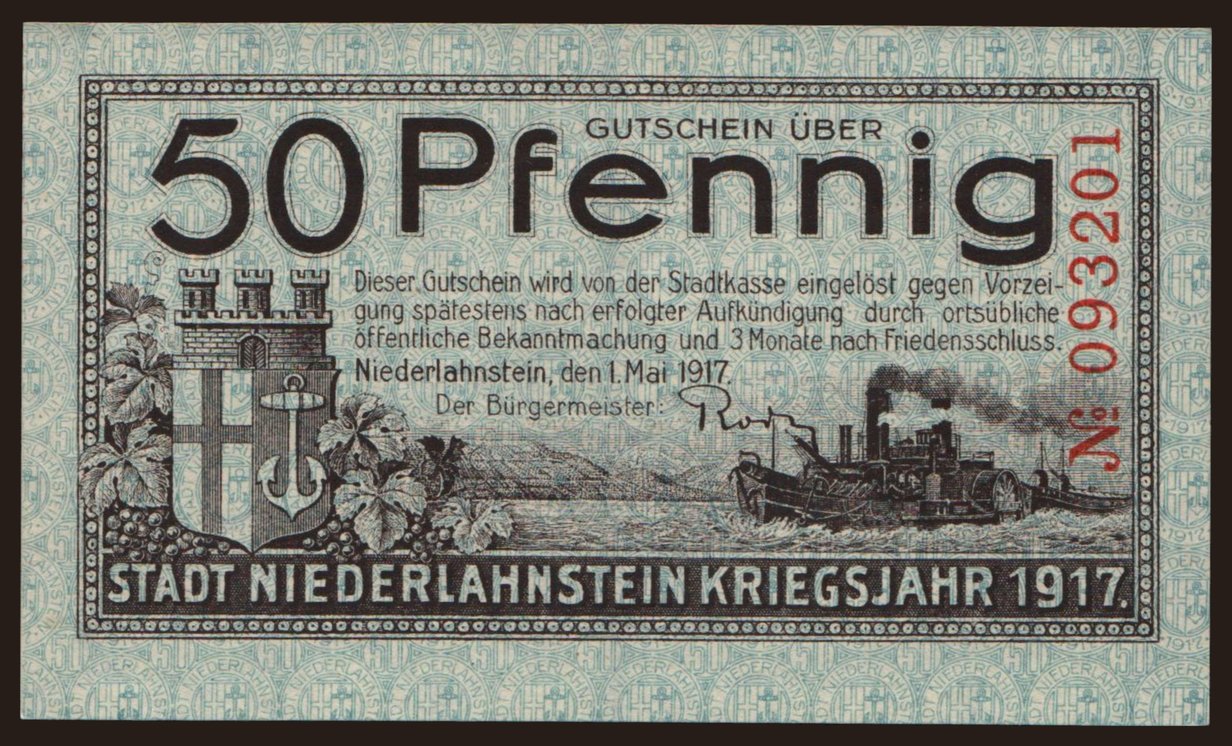 GUTSCHEIN ÜBER
50 Pfennig
Dieser Gutschein wird von der Stadtkasse eingelöst gegen Vorzei-
gung spätestens nach erfolgter Aufkündigung durch ortsübliche
öffentliche Bekanntmachung und 3 Monate nach Friedensschluss.
Niederlahnstein, den 1. Mai 1917.
Der Bürgermeister:
№ 093201
STADT NIEDERLAHNSTEIN KRIEGSJAHR 1917.